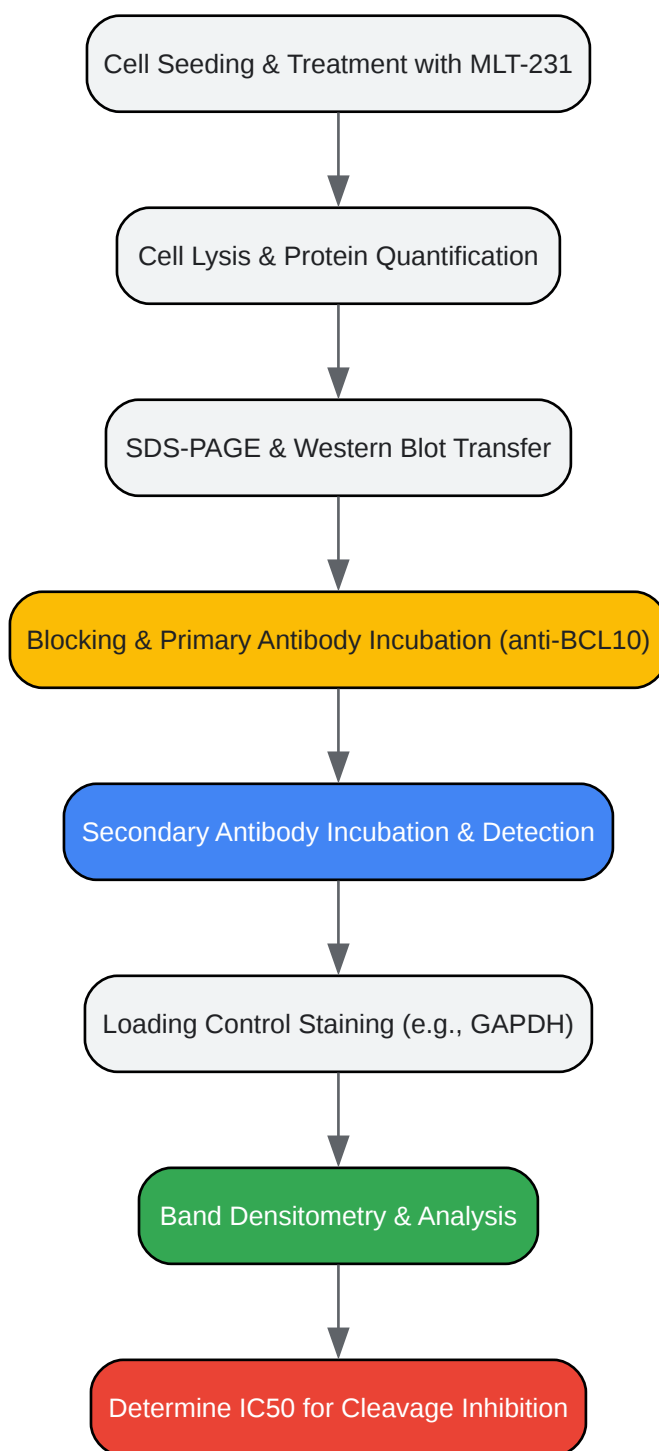 Cell Seeding & Treatment with MLT-231
Cell Lysis & Protein Quantification
SDS-PAGE & Western Blot Transfer
Blocking & Primary Antibody Incubation (anti-BCL10)
Secondary Antibody Incubation & Detection
Loading Control Staining (e.g., GAPDH)
Band Densitometry & Analysis
Determine IC50 for Cleavage Inhibition